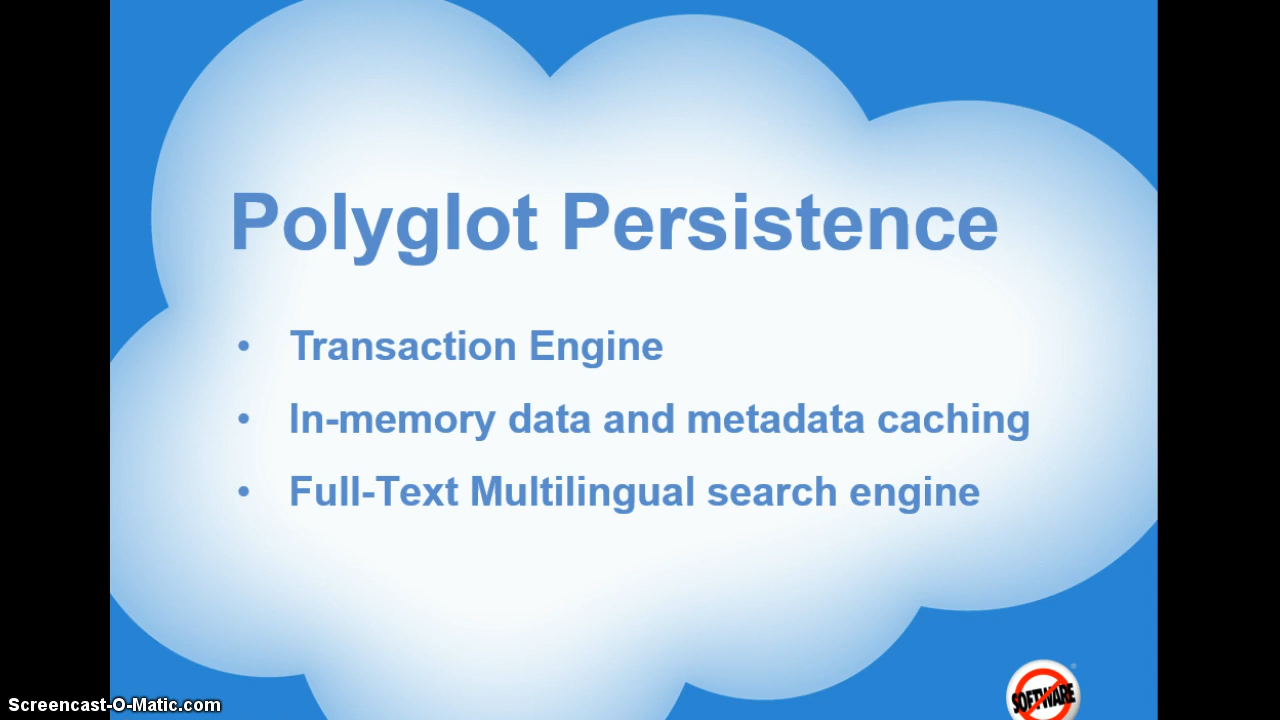 Polyglot Persistence
• Transaction Engine
• In-memory data and metadata caching
• Full-Text Multilingual search engine
SOFTWARE
®
Screencast-O-Matic.com